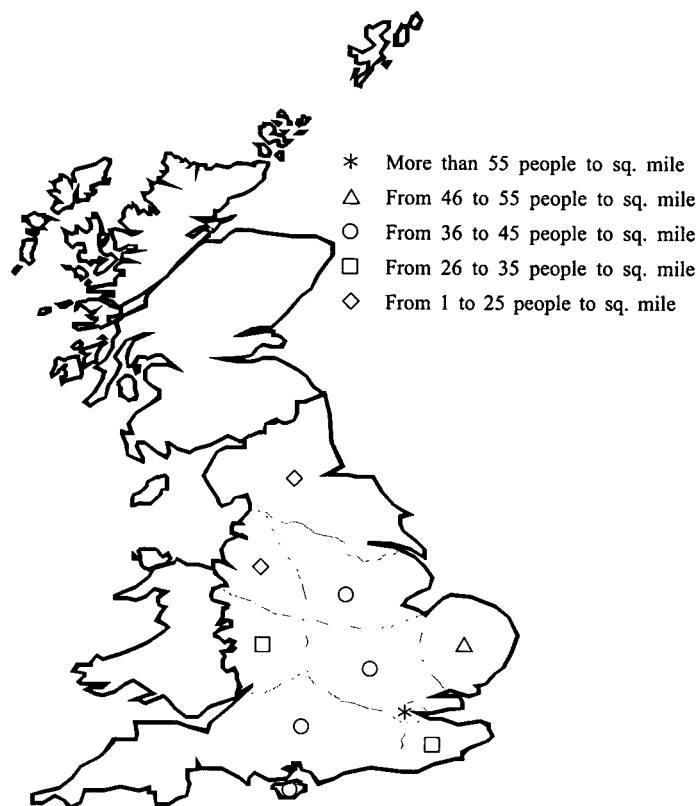 More than 55 people to sq. mile
From 46 to 55 people to sq. mile
From 36 to 45 people to sq. mile
From 26 to 35 people to sq. mile
From 1 to 25 people to sq. mile